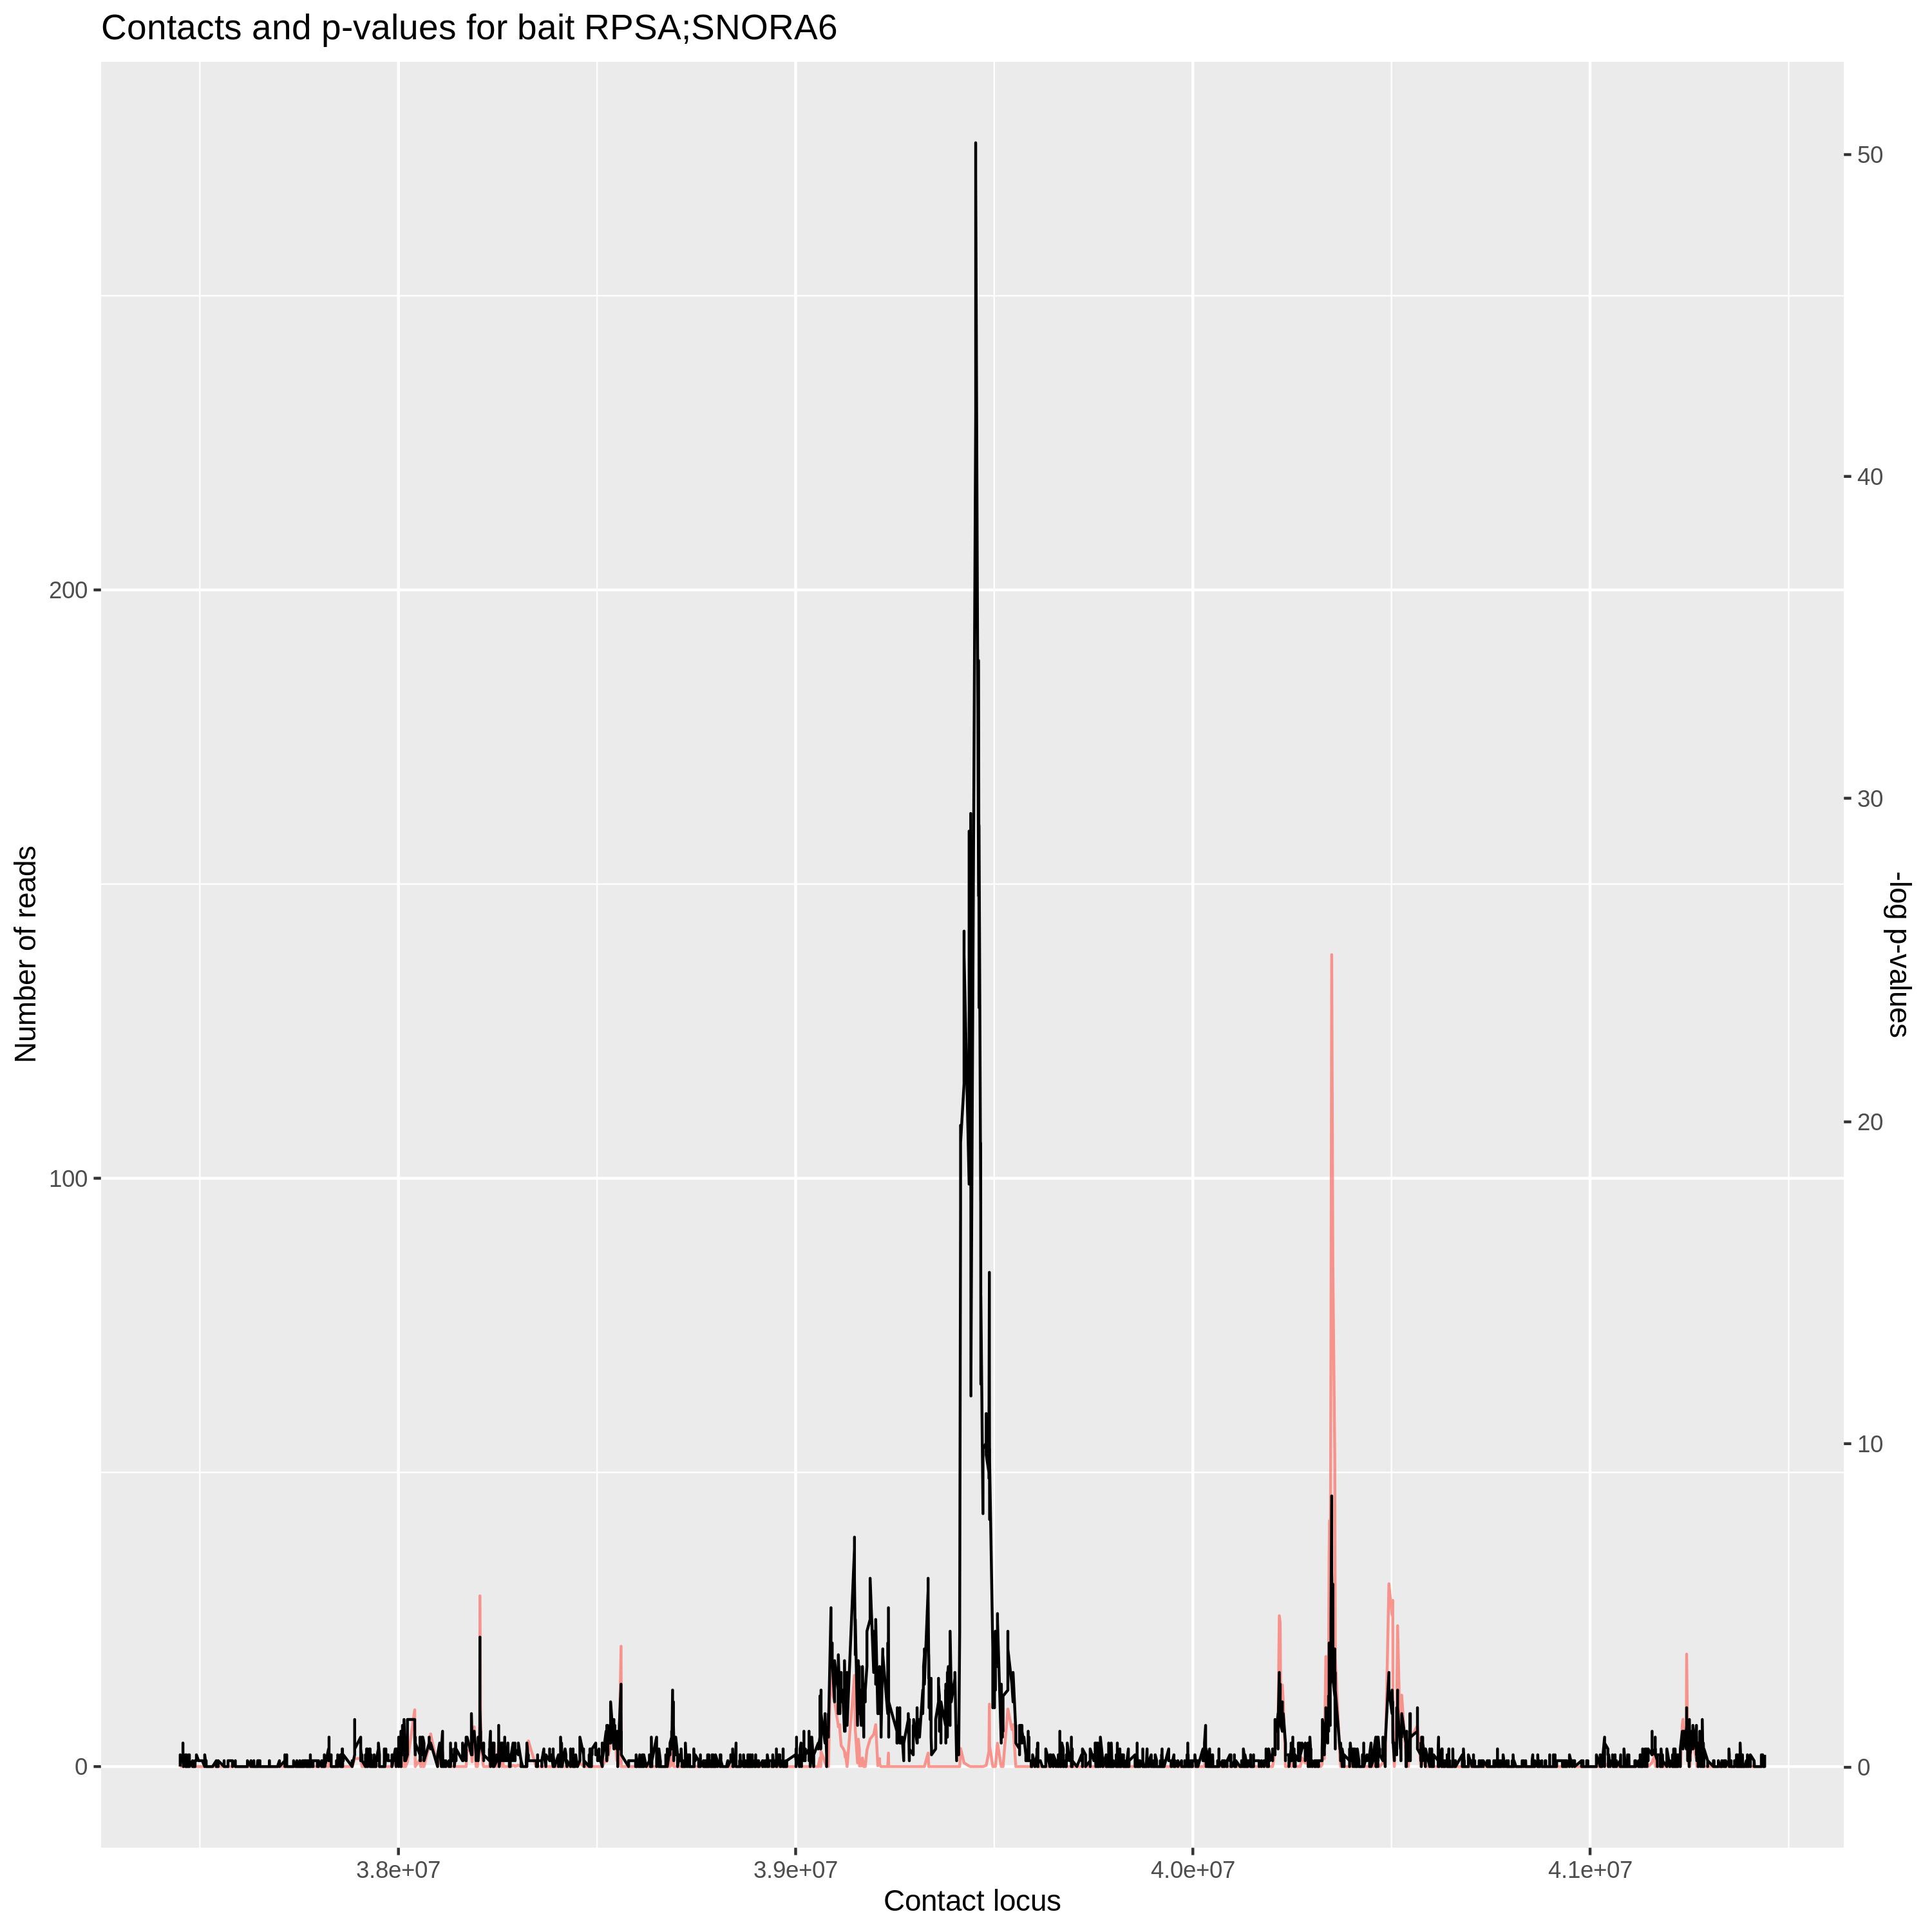 Contacts and p-values for bait RPSA;SNORA6
Number of reads
200
100
0
50
40
30
20
10
0
-log p-values
3.8e+07
3.9e+07
4.0e+07
4.1e+07
Contact locus